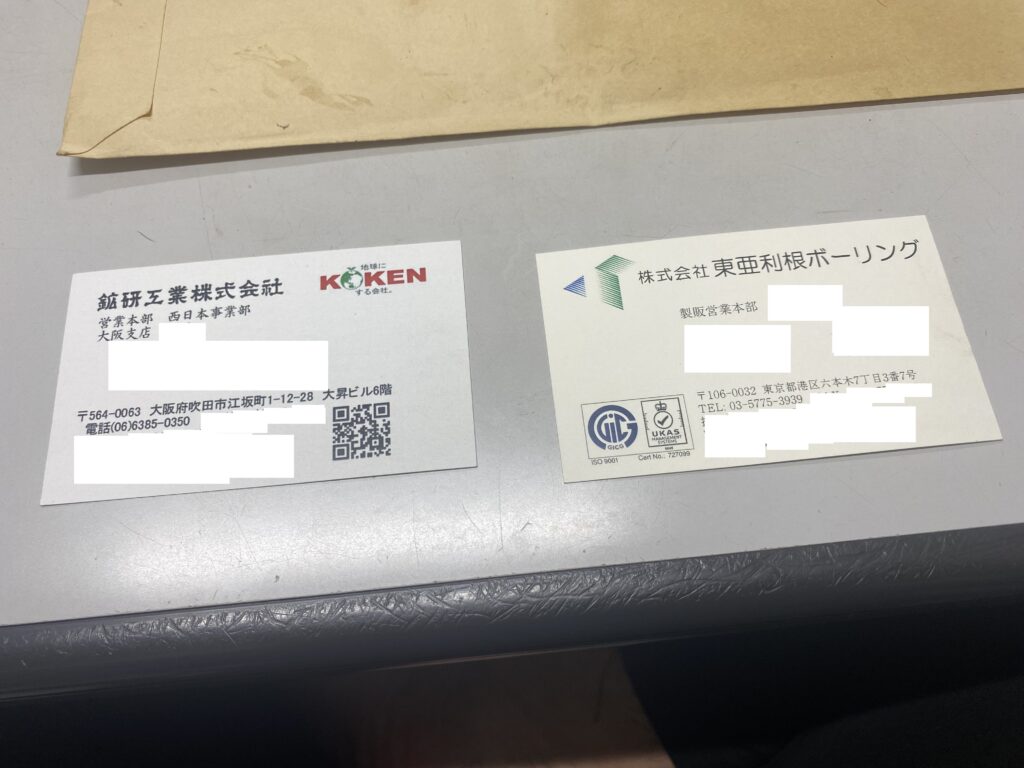 鉱研工業株式会社
地球に
KOKEN
する会社。
営業本部 西日本事業部
大阪支店
〒564-0063 大阪府吹田市江坂町1-12-28 大昇ビル6階
電話(06)6385-0350
株式会社 東亜利根ボーリング
製販営業本部
〒106-0032 東京都港区六本木7丁目3番7号
TEL: 03-5775-3939
GICG
ISO 9001
UKAS
MANAGEMENT
SYSTEMS
Cert No.: 727099